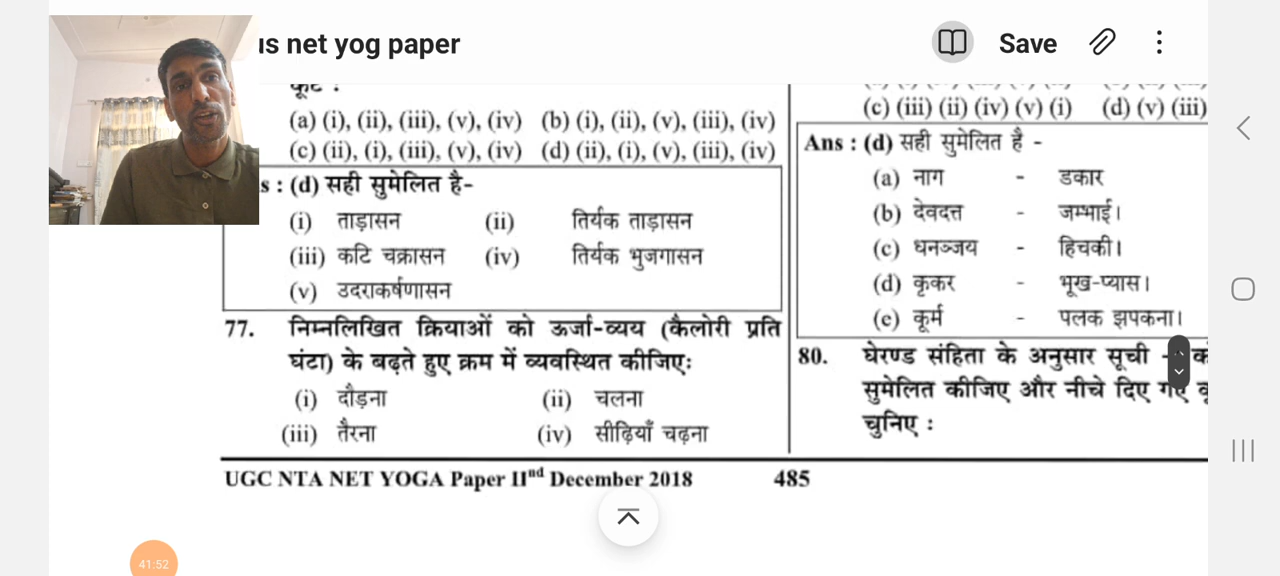 us net yog paper
Save
कूट :
(a) (i), (ii), (iii), (v), (iv) (b) (i), (ii), (v), (iii), (iv)
(c) (ii), (i), (iii), (v), (iv) (d) (ii), (i), (v), (iii), (iv)
s : (d) सही सुमेलित है-
(i) ताड़ासन (ii) तिर्यक ताड़ासन
(iii) कटि चक्रासन (iv) तिर्यक भुजगासन
(v) उदराकर्षणासन
77. निम्नलिखित क्रियाओं को ऊर्जा-व्यय (कैलोरी प्रति
घंटा) के बढ़ते हुए क्रम में व्यवस्थित कीजिएः
(i) दौड़ना (ii) चलना
(iii) तैरना (iv) सीढ़ियाँ चढ़ना
(c) (iii) (ii) (iv) (v) (i) (d) (v) (iii)
Ans : (d) सही सुमेलित है -
(a) नाग - डकार
(b) देवदत्त - जम्भाई।
(c) धनञ्जय - हिचकी।
(d) कृकर - भूख-प्यास।
(e) कूर्म - पलक झपकना।
80. घेरण्ड संहिता के अनुसार सूची -
सुमेलित कीजिए और नीचे दिए गए
चुनिए :
UGC NTA NET YOGA Paper IInd December 2018 485
41:52